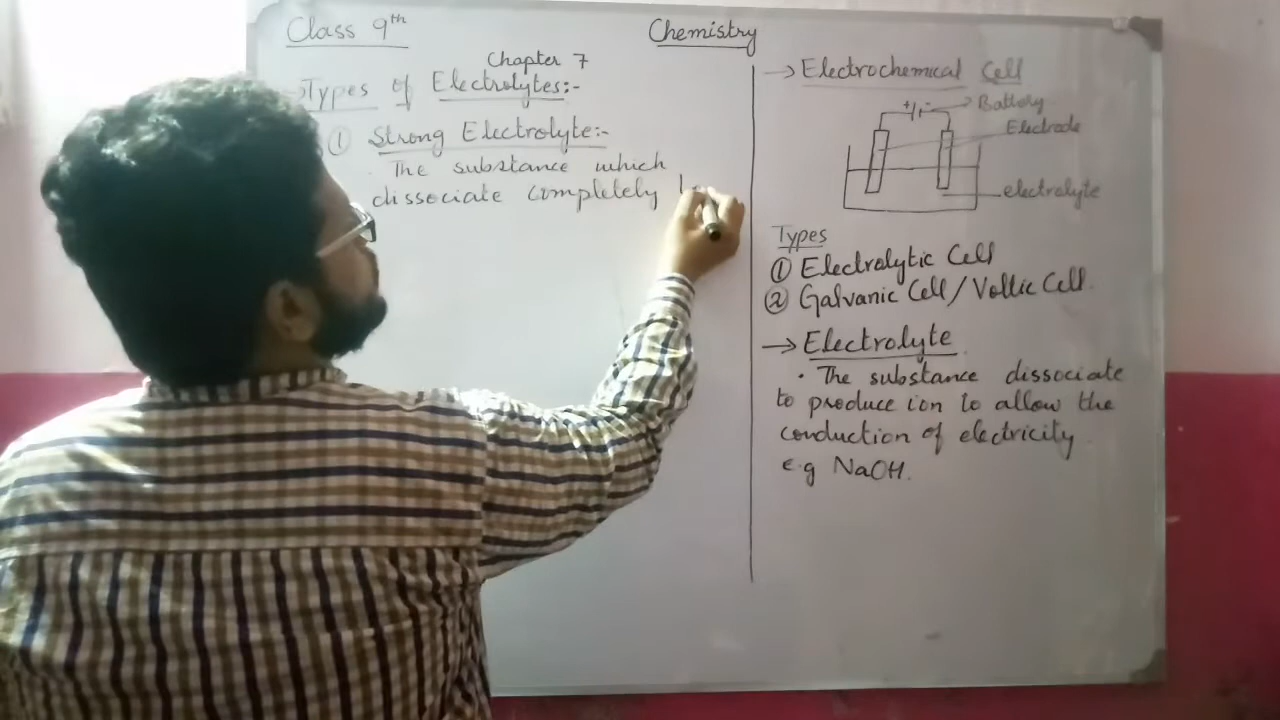 Class 9th
Chemistry
Chapter 7
→ Types of Electrolytes:-
① Strong Electrolyte:-
The substance which
dissociate completely
→ Electrochemical Cell
+ -
Battery
Electrode
electrolyte
Types
① Electrolytic Cell
② Galvanic Cell/Voltic Cell.
→ Electrolyte
• The substance dissociate
to produce ion to allow the
conduction of electricity
e.g NaOH.